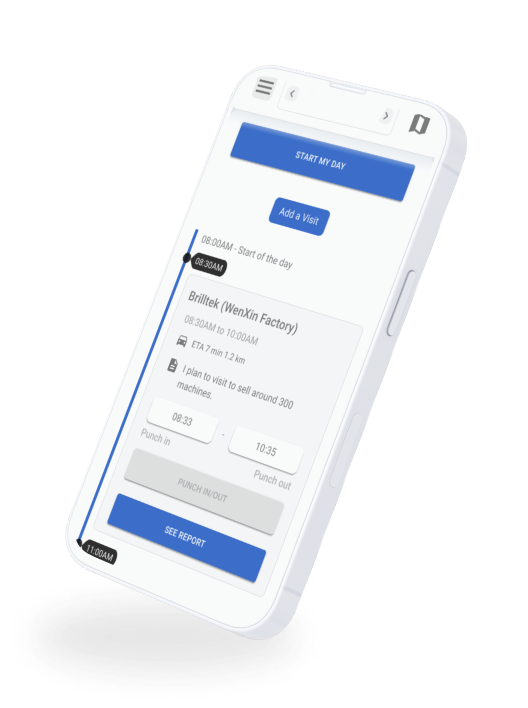 START MY DAY
Add a Visit
08:00AM - Start of the day
08:30AM
Brilltek (WenXin Factory)
08:30AM to 10:00AM
ETA 7 min 1.2 km
I plan to visit to sell around 300
machines.
08:33 - 10:35
Punch in Punch out
PUNCH IN/OUT
SEE REPORT
11:00AM